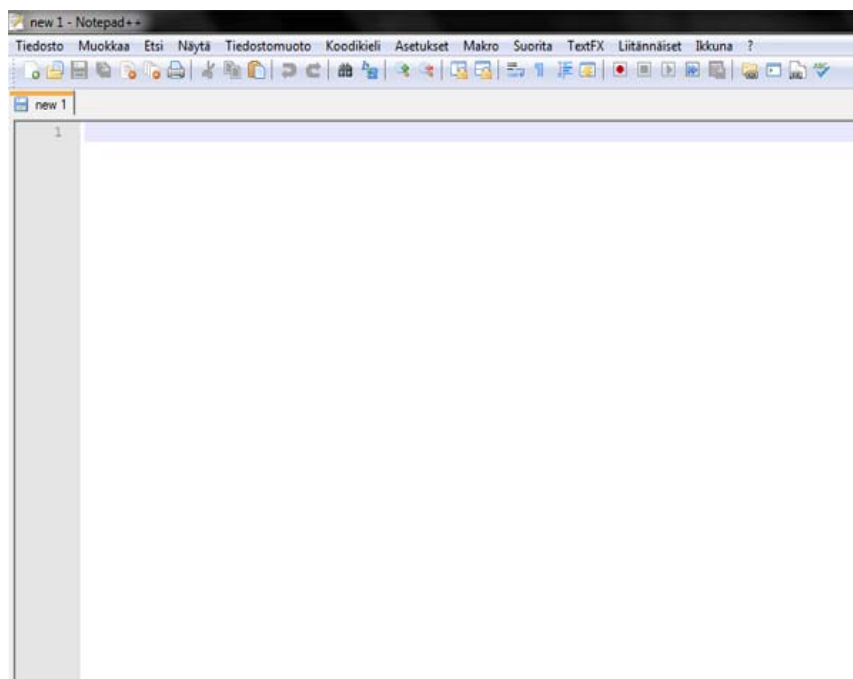 new 1 - Notepad++
Tiedosto Muokkaa Etsi Näytä Tiedostomuoto Koodikieli Asetukset Makro Suorita TextFX Liitännäiset Ikkuna ?
new 1
1